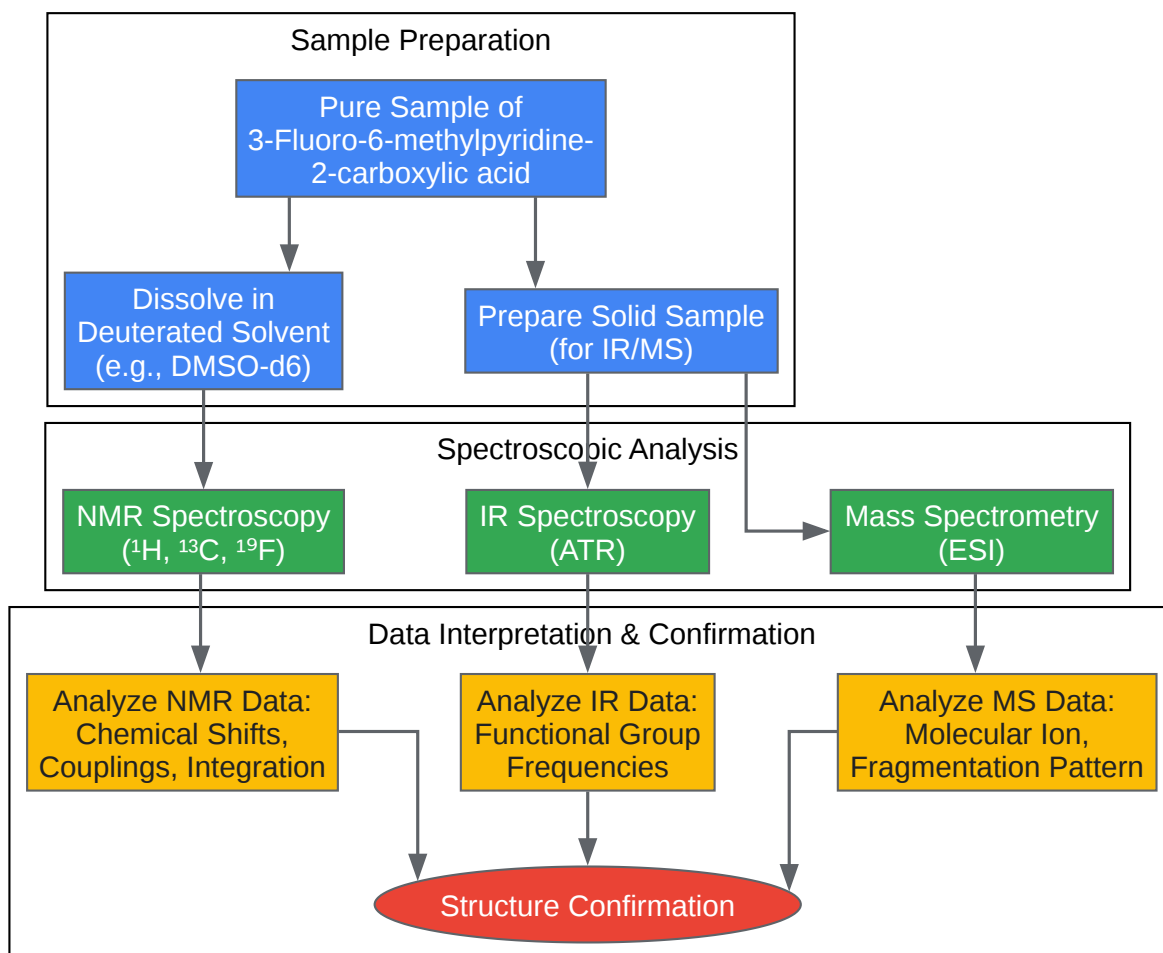 Sample Preparation
Pure Sample of
3-Fluoro-6-methylpyridine-
2-carboxylic acid
Dissolve in
Deuterated Solvent
(e.g., DMSO-d6)
Prepare Solid Sample
(for IR/MS)
Spectroscopic Analysis
NMR Spectroscopy
(¹H, ¹³C, ¹⁹F)
IR Spectroscopy
(ATR)
Mass Spectrometry
(ESI)
Data Interpretation & Confirmation
Analyze NMR Data:
Chemical Shifts,
Couplings, Integration
Analyze IR Data:
Functional Group
Frequencies
Analyze MS Data:
Molecular Ion,
Fragmentation Pattern
Structure Confirmation